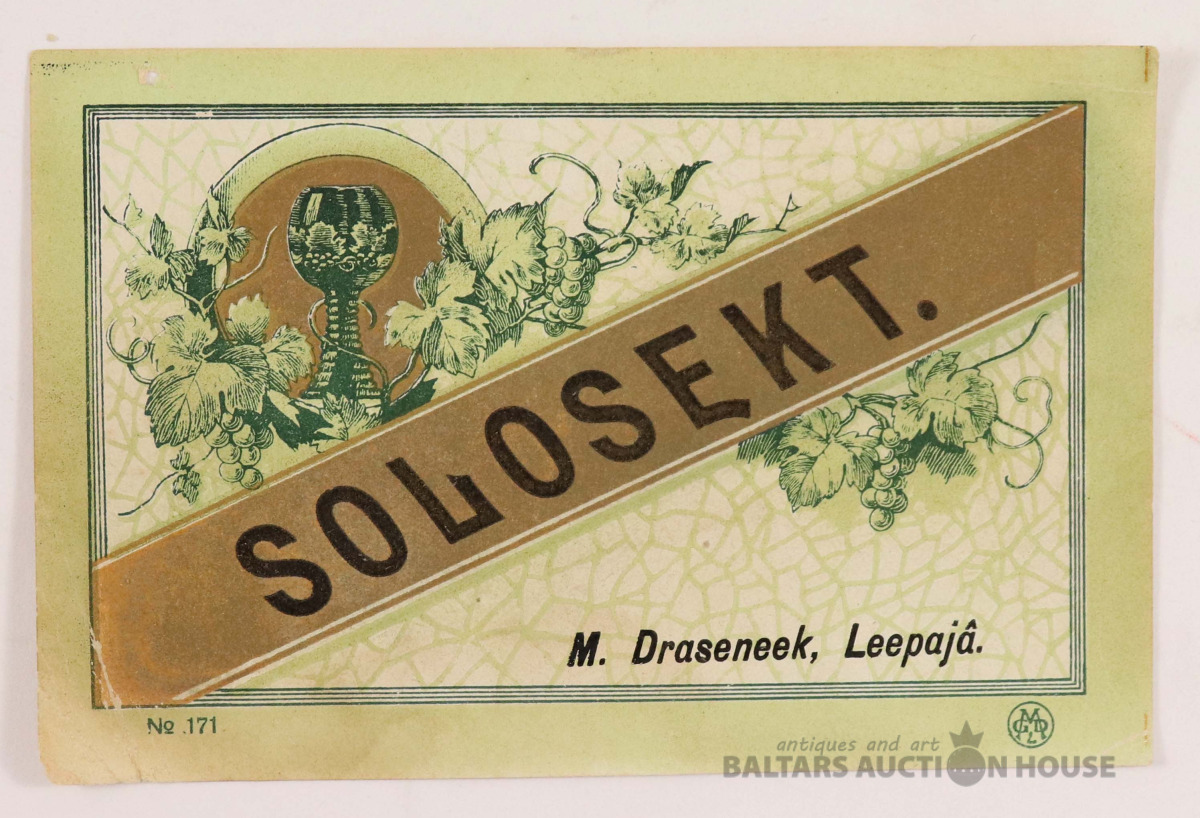 SOLOSEKT.
M. Draseneek, Leepajâ.
№ 171
antiques and art
BALTARS AUCTION HOUSE